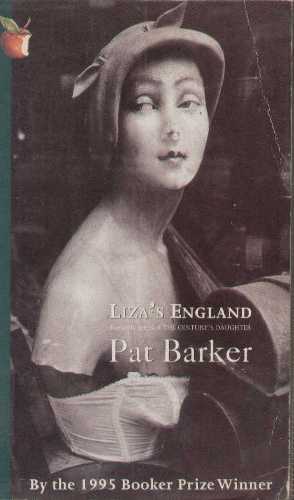 LIZA'S ENGLAND
THE CENTURY'S DAUGHTER
Pat Barker
By the 1995 Booker Prize Winner